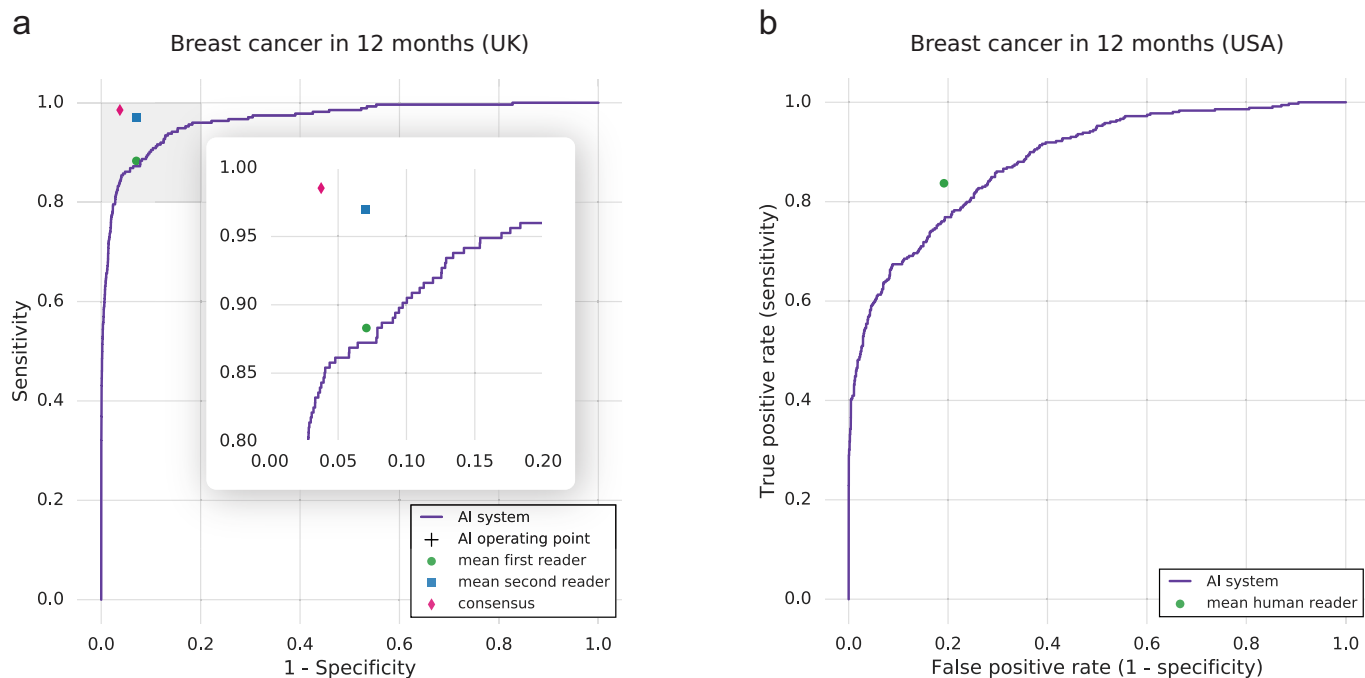 a
Breast cancer in 12 months (UK)
1.0
0.8
0.6
0.4
0.2
0.0
Sensitivity
1.00
0.95
0.90
0.85
0.80
0.00 0.05 0.10 0.15 0.20
AI system
AI operating point
mean first reader
mean second reader
consensus
0.0 0.2 0.4 0.6 0.8 1.0
1 - Specificity
b
Breast cancer in 12 months (USA)
1.0
0.8
0.6
0.4
0.2
0.0
True positive rate (sensitivity)
AI system
mean human reader
0.0 0.2 0.4 0.6 0.8 1.0
False positive rate (1 - specificity)